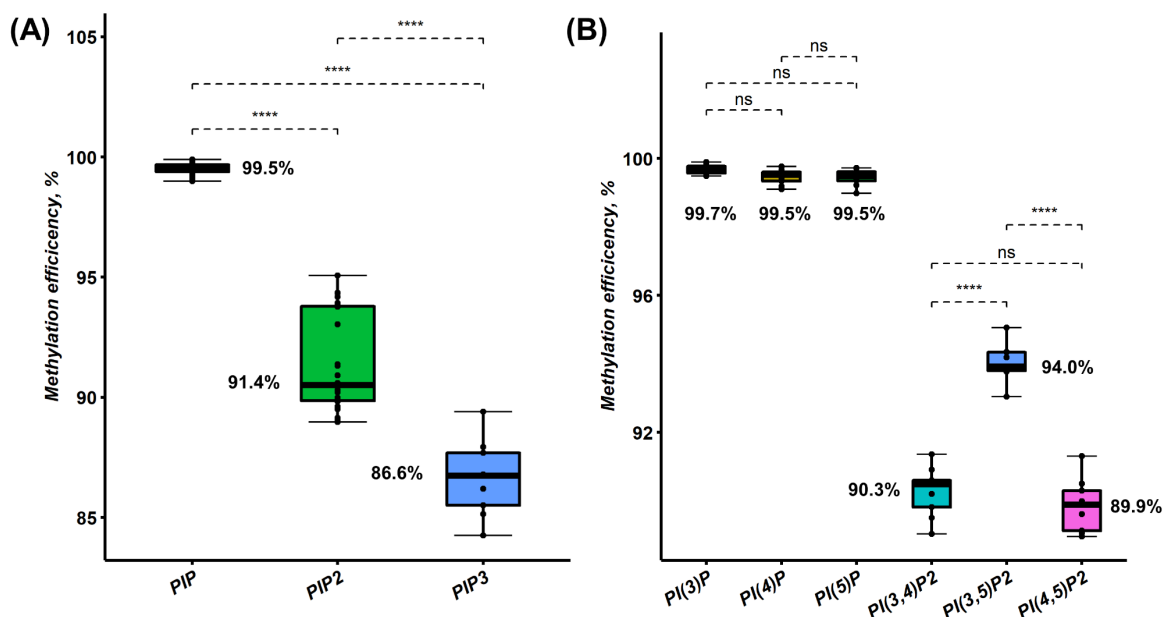 (A)
Methylation efficicency, %
105
100
95
90
85
****
****
****
99.5%
91.4%
86.6%
PIP
PIP2
PIP3
(B)
Methylation efficicency, %
100
96
92
ns
ns
ns
99.7%
99.5%
99.5%
****
ns
****
94.0%
90.3%
89.9%
PI(3)P
PI(4)P
PI(5)P
PI(3,4)P2
PI(3,5)P2
PI(4,5)P2